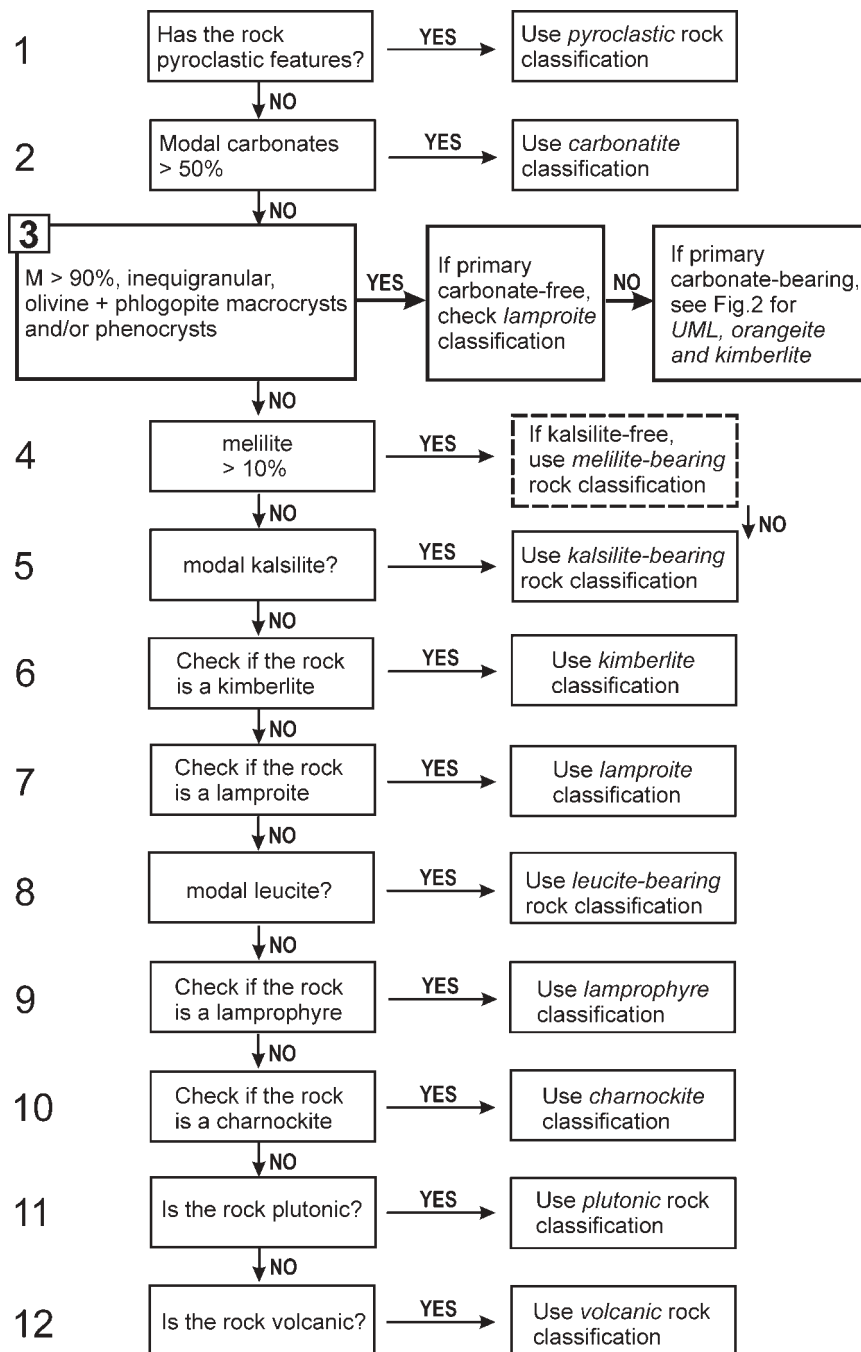 1
Has the rock
pyroclastic features?
YES
Use pyroclastic rock
classification
NO
2
Modal carbonates
> 50%
YES
Use carbonatite
classification
NO
3
M > 90%, inequigranular,
olivine + phlogopite macrocrysts
and/or phenocrysts
YES
If primary
carbonate-free,
check lamproite
classification
NO
If primary
carbonate-bearing,
see Fig.2 for
UML, orangeite
and kimberlite
NO
4
melilite
> 10%
YES
If kalsilite-free,
use melilite-bearing
rock classification
NO
NO
5
modal kalsilite?
YES
Use kalsilite-bearing
rock classification
NO
6
Check if the rock
is a kimberlite
YES
Use kimberlite
classification
NO
7
Check if the rock
is a lamproite
YES
Use lamproite
classification
NO
8
modal leucite?
YES
Use leucite-bearing
rock classification
NO
9
Check if the rock
is a lamprophyre
YES
Use lamprophyre
classification
NO
10
Check if the rock
is a charnockite
YES
Use charnockite
classification
NO
11
Is the rock plutonic?
YES
Use plutonic rock
classification
NO
12
Is the rock volcanic?
YES
Use volcanic rock
classification